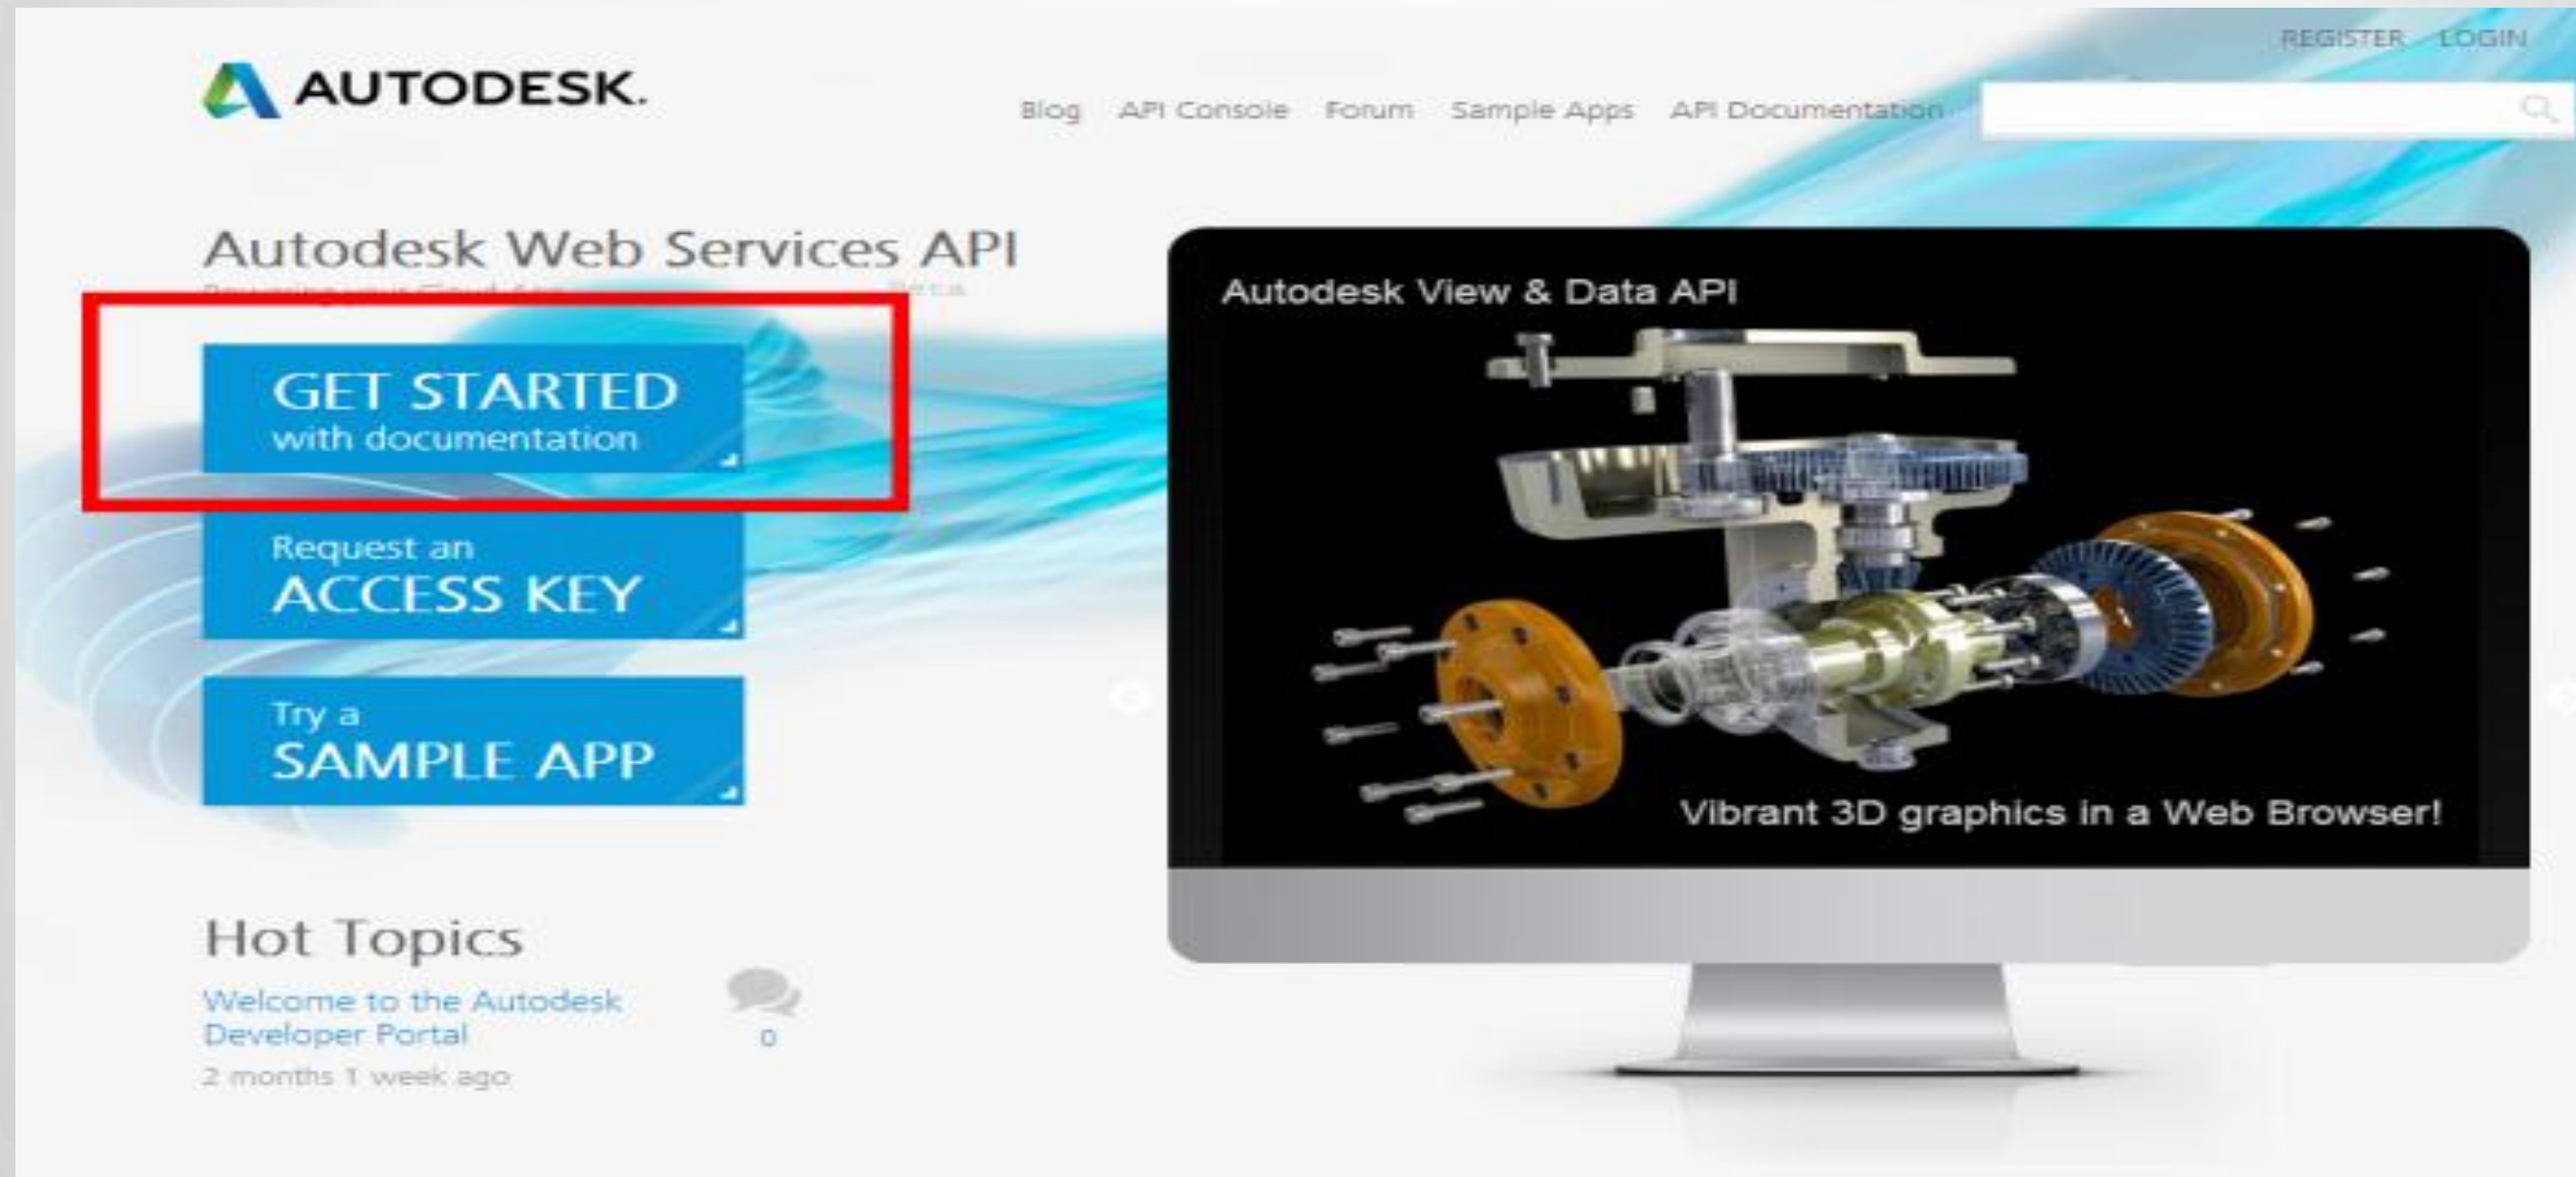 REGISTER LOGIN
AUTODESK.
Blog API Console Forum Sample Apps API Documentation
Autodesk Web Services API
GET STARTED
with documentation
Request an
ACCESS KEY
Try a
SAMPLE APP
Autodesk View & Data API
Vibrant 3D graphics in a Web Browser!
Hot Topics
Welcome to the Autodesk
Developer Portal
0
2 months 1 week ago